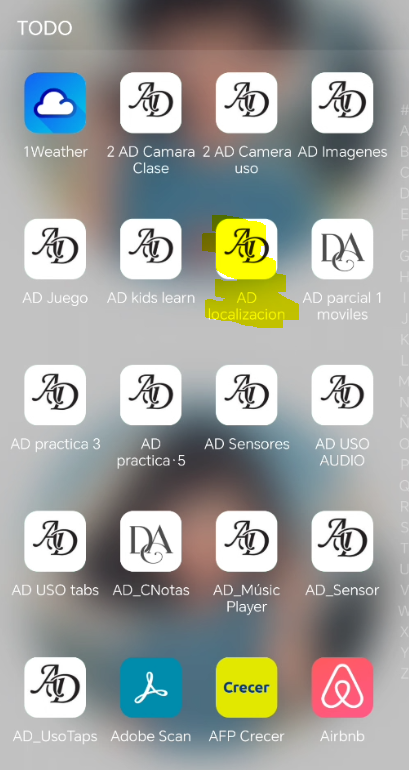 TODO
1Weather
2 AD Camara
Clase
2 AD Camera
uso
AD Imagenes
AD Juego
AD kids learn
AD
localizacion
AD parcial 1
moviles
AD practica 3
AD
practica·5
AD Sensores
AD USO
AUDIO
AD USO tabs
AD_CNotas
AD_Músic
Player
AD_Sensor
Crecer
AD_UsoTaps
Adobe Scan
AFP Crecer
Airbnb
#
A
B
C
D
E
F
G
H
I
J
K
L
M
N
Ñ
O
P
Q
R
S
T
U
V
W
X
Y
Z